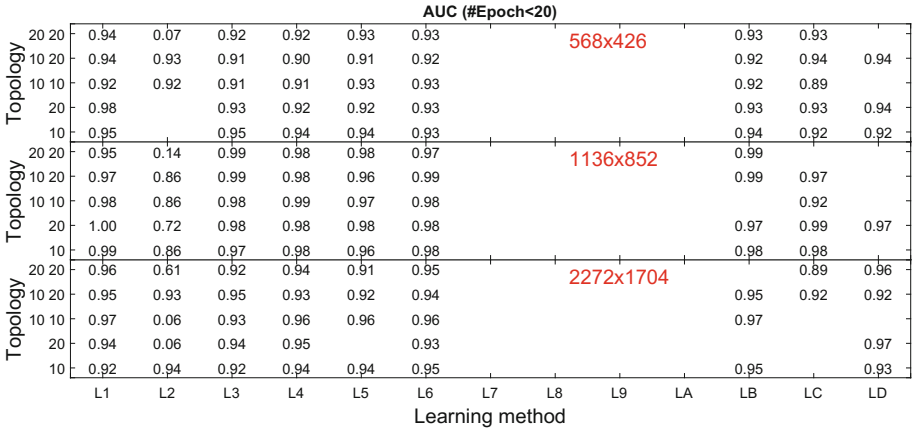 AUC (#Epoch<20)
20 20 0.94 0.07 0.92 0.92 0.93 0.93 568x426 0.93 0.93
10 20 0.94 0.93 0.91 0.90 0.91 0.92 0.92 0.94 0.94
10 10 0.92 0.92 0.91 0.91 0.93 0.93 0.92 0.89
20 0.98 0.93 0.92 0.92 0.93 0.93 0.93 0.94
10 0.95 0.95 0.94 0.94 0.93 0.94 0.92 0.92
Topology
20 20 0.95 0.14 0.99 0.98 0.98 0.97 1136x852 0.99
10 20 0.97 0.86 0.99 0.98 0.96 0.99 0.99 0.97
10 10 0.98 0.86 0.98 0.99 0.97 0.98 0.92
20 1.00 0.72 0.98 0.98 0.98 0.98 0.97 0.99 0.97
10 0.99 0.86 0.97 0.98 0.96 0.98 0.98 0.98
Topology
20 20 0.96 0.61 0.92 0.94 0.91 0.95 2272x1704 0.89 0.96
10 20 0.95 0.93 0.95 0.93 0.92 0.94 0.95 0.92 0.92
10 10 0.97 0.06 0.93 0.96 0.96 0.96 0.97
20 0.94 0.06 0.94 0.95 0.93 0.97
10 0.92 0.94 0.92 0.94 0.94 0.95 0.95 0.93
Topology
L1 L2 L3 L4 L5 L6 L7 L8 L9 LA LB LC LD
Learning method